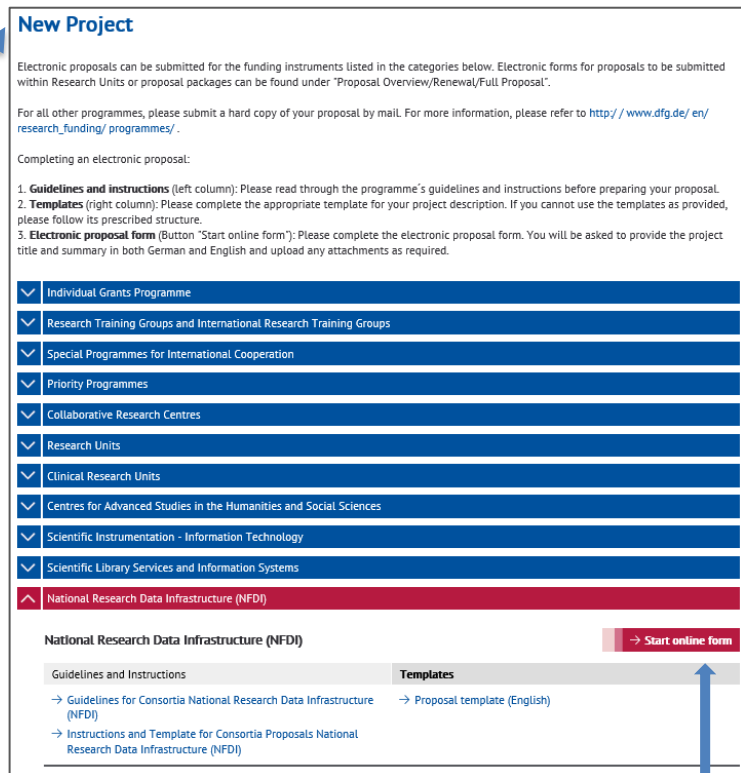 New Project
Electronic proposals can be submitted for the funding instruments listed in the categories below. Electronic forms for proposals to be submitted
within Research Units or proposal packages can be found under "Proposal Overview/Renewal/Full Proposal".
For all other programmes, please submit a hard copy of your proposal by mail. For more information, please refer to http:/ / www.dfg.de/ en/
research_funding/ programmes/ .
Completing an electronic proposal:
1. Guidelines and instructions (left column): Please read through the programme´s guidelines and instructions before preparing your proposal.
2. Templates (right column): Please complete the appropriate template for your project description. If you cannot use the templates as provided,
please follow its prescribed structure.
3. Electronic proposal form (Button "Start online form"): Please complete the electronic proposal form. You will be asked to provide the project
title and summary in both German and English and upload any attachments as required.
Individual Grants Programme
Research Training Groups and International Research Training Groups
Special Programmes for International Cooperation
Priority Programmes
Collaborative Research Centres
Research Units
Clinical Research Units
Centres for Advanced Studies in the Humanities and Social Sciences
Scientific Instrumentation - Information Technology
Scientific Library Services and Information Systems
National Research Data Infrastructure (NFDI)
National Research Data Infrastructure (NFDI) → Start online form
Guidelines and Instructions Templates
→ Guidelines for Consortia National Research Data Infrastructure → Proposal template (English)
(NFDI)
→ Instructions and Template for Consortia Proposals National
Research Data Infrastructure (NFDI)